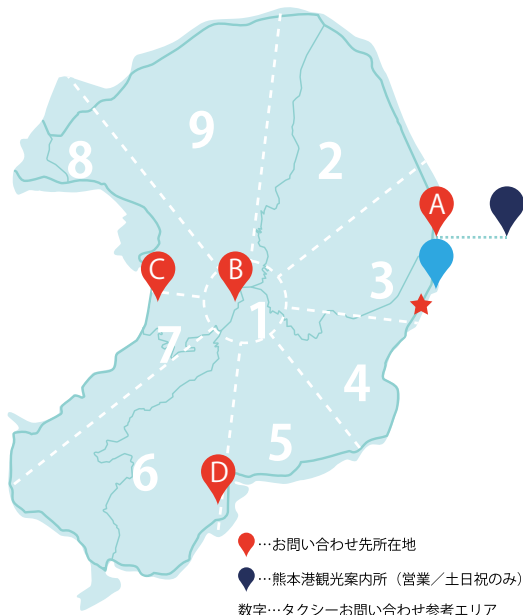 9
8
2
A
C
B
3
1
7
4
5
6
D
…お問い合わせ先所在地
…熊本港観光案内所（営業／土日祝のみ）
数字…タクシーお問い合わせ参考エリア